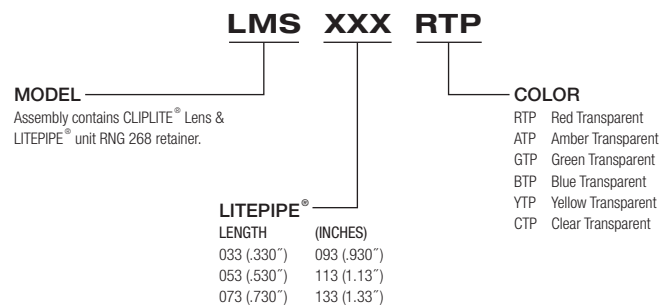 LMS XXX RTP
MODEL
Assembly contains CLIPLITE® Lens &
LITEPIPE® unit RNG 268 retainer.
COLOR
RTP Red Transparent
ATP Amber Transparent
GTP Green Transparent
BTP Blue Transparent
YTP Yellow Transparent
CTP Clear Transparent
LITEPIPE®
LENGTH (INCHES)
033 (.330˝) 093 (.930˝)
053 (.530˝) 113 (1.13˝)
073 (.730˝) 133 (1.33˝)